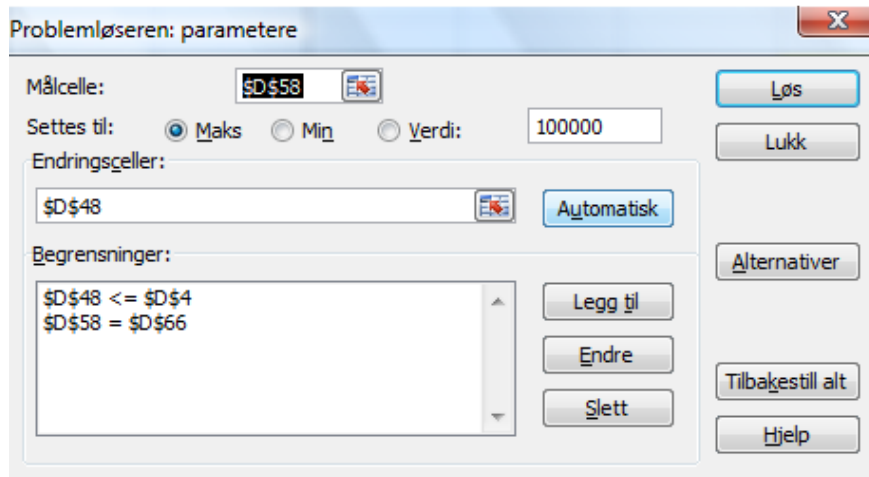 Problemløseren: parametere
X
Målcelle: $D$58
Løs
Settes til: Maks Min Verdi: 100000
Lukk
Endringsceller:
$D$48 Automatisk
Begrensninger:
Alternativer
$D$48 <= $D$4
Legg til
$D$58 = $D$66
Endre
Tilbakestill alt
Slett
Hjelp